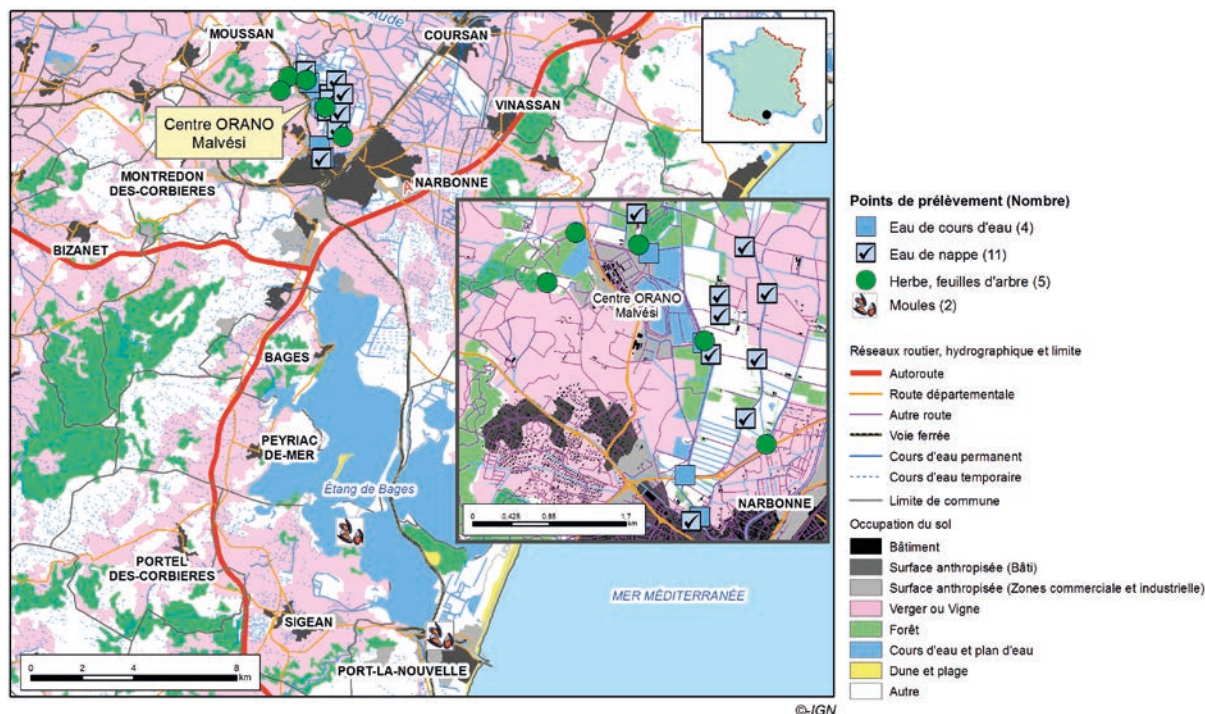 Aude
MOUSSAN
COURSAN
VINASSAN
Centre ORANO
Malvési
MONTREDON
DES-CORBIERES
NARBONNE
BIZANET
BAGES
PEYRIAC
DE-MER
Étang de Bages
PORTEL
DES-CORBIERES
SIGEAN
PORT-LA-NOUVELLE
MER MÉDITERRANÉE
0 2 4 8
km
Centre ORANO
Malvési
NARBONNE
0 0,425 0,85 1,7
km
Points de prélèvement (Nombre)
Eau de cours d'eau (4)
Eau de nappe (11)
Herbe, feuilles d'arbre (5)
Moules (2)
Réseaux routier, hydrographique et limite
Autoroute
Route départementale
Autre route
Voie ferrée
Cours d'eau permanent
Cours d'eau temporaire
Limite de commune
Occupation du sol
Bâtiment
Surface anthropisée (Bâti)
Surface anthropisée (Zones commerciale et industrielle)
Verger ou Vigne
Forêt
Cours d'eau et plan d'eau
Dune et plage
Autre
©-IGN